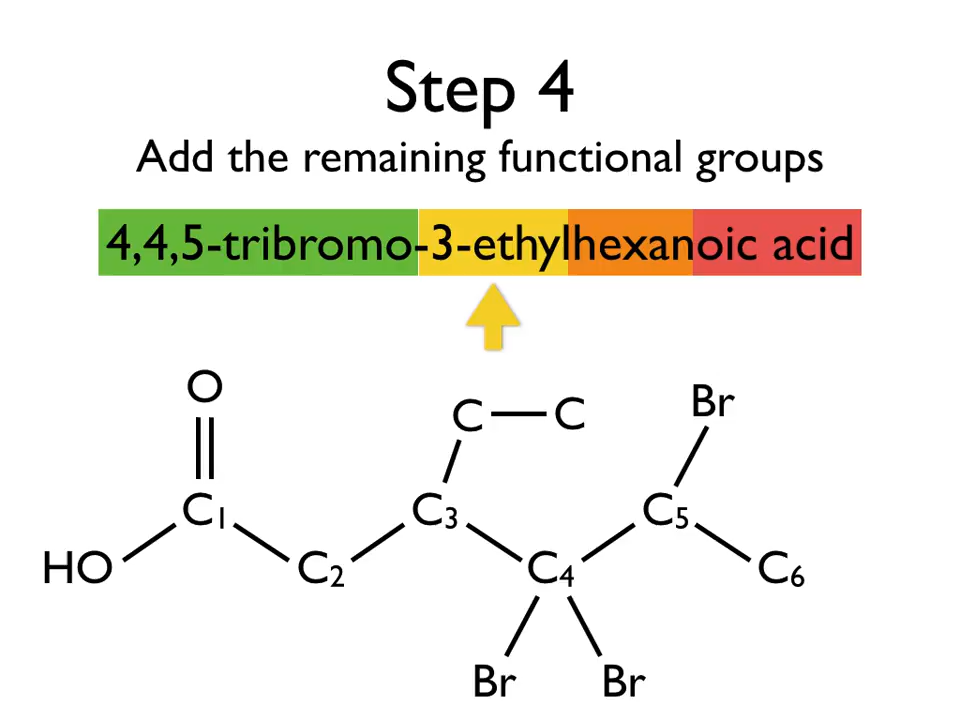 Step 4
Add the remaining functional groups
4,4,5-tribromo-3-ethylhexanoic acid
O
C — C
Br
C1
C3
C5
HO
C2
C4
C6
Br
Br